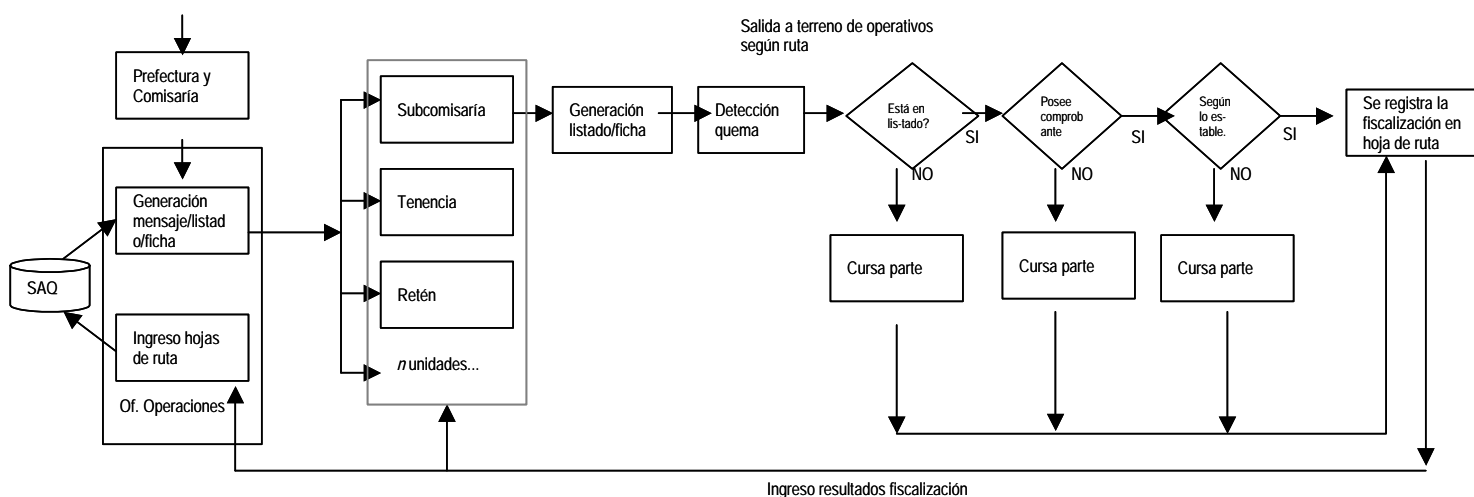 Salida a terreno de operativos
según ruta
Prefectura y
Comisaría
Subcomisaría
Generación
listado/ficha
Detección
quema
Está en
lis-tado?
SI
Posee
comprob
ante
SI
Según
lo es-
table.
SI
Se registra la
fiscalización en
hoja de ruta
NO
NO
NO
Generación
mensaje/listad
o/ficha
Tenencia
Cursa parte
Cursa parte
Cursa parte
SAQ
Retén
Ingreso hojas
de ruta
n unidades...
Of. Operaciones
Ingreso resultados fiscalización